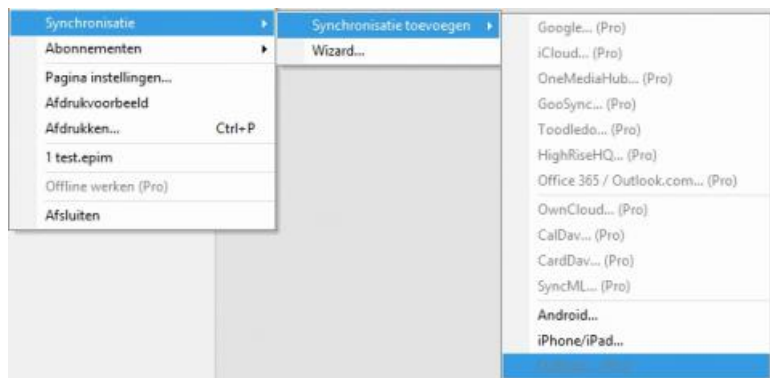 Synchronisatie
Abonnementen
Pagina instellingen...
Afdrukvoorbeeld
Afdrukken... Ctrl+P
1 test.epim
Offline werken (Pro)
Afsluiten
Synchronisatie toevoegen
Wizard...
Google... (Pro)
iCloud... (Pro)
OneMediaHub... (Pro)
GooSync... (Pro)
Toodledo... (Pro)
HighRiseHQ... (Pro)
Office 365 / Outlook.com... (Pro)
OwnCloud... (Pro)
CalDav... (Pro)
CardDav... (Pro)
SyncML... (Pro)
Android...
iPhone/iPad...